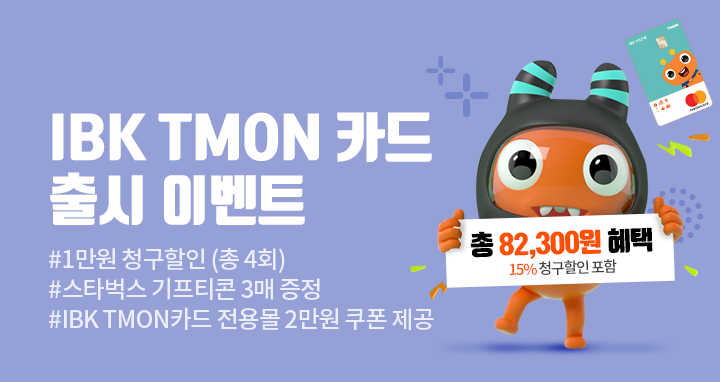 IBK TMON 카드
출시 이벤트
#1만원 청구할인 (총 4회)
#스타벅스 기프티콘 3매 증정
#IBK TMON카드 전용몰 2만원 쿠폰 제공
총 82,300원 혜택
15% 청구할인 포함